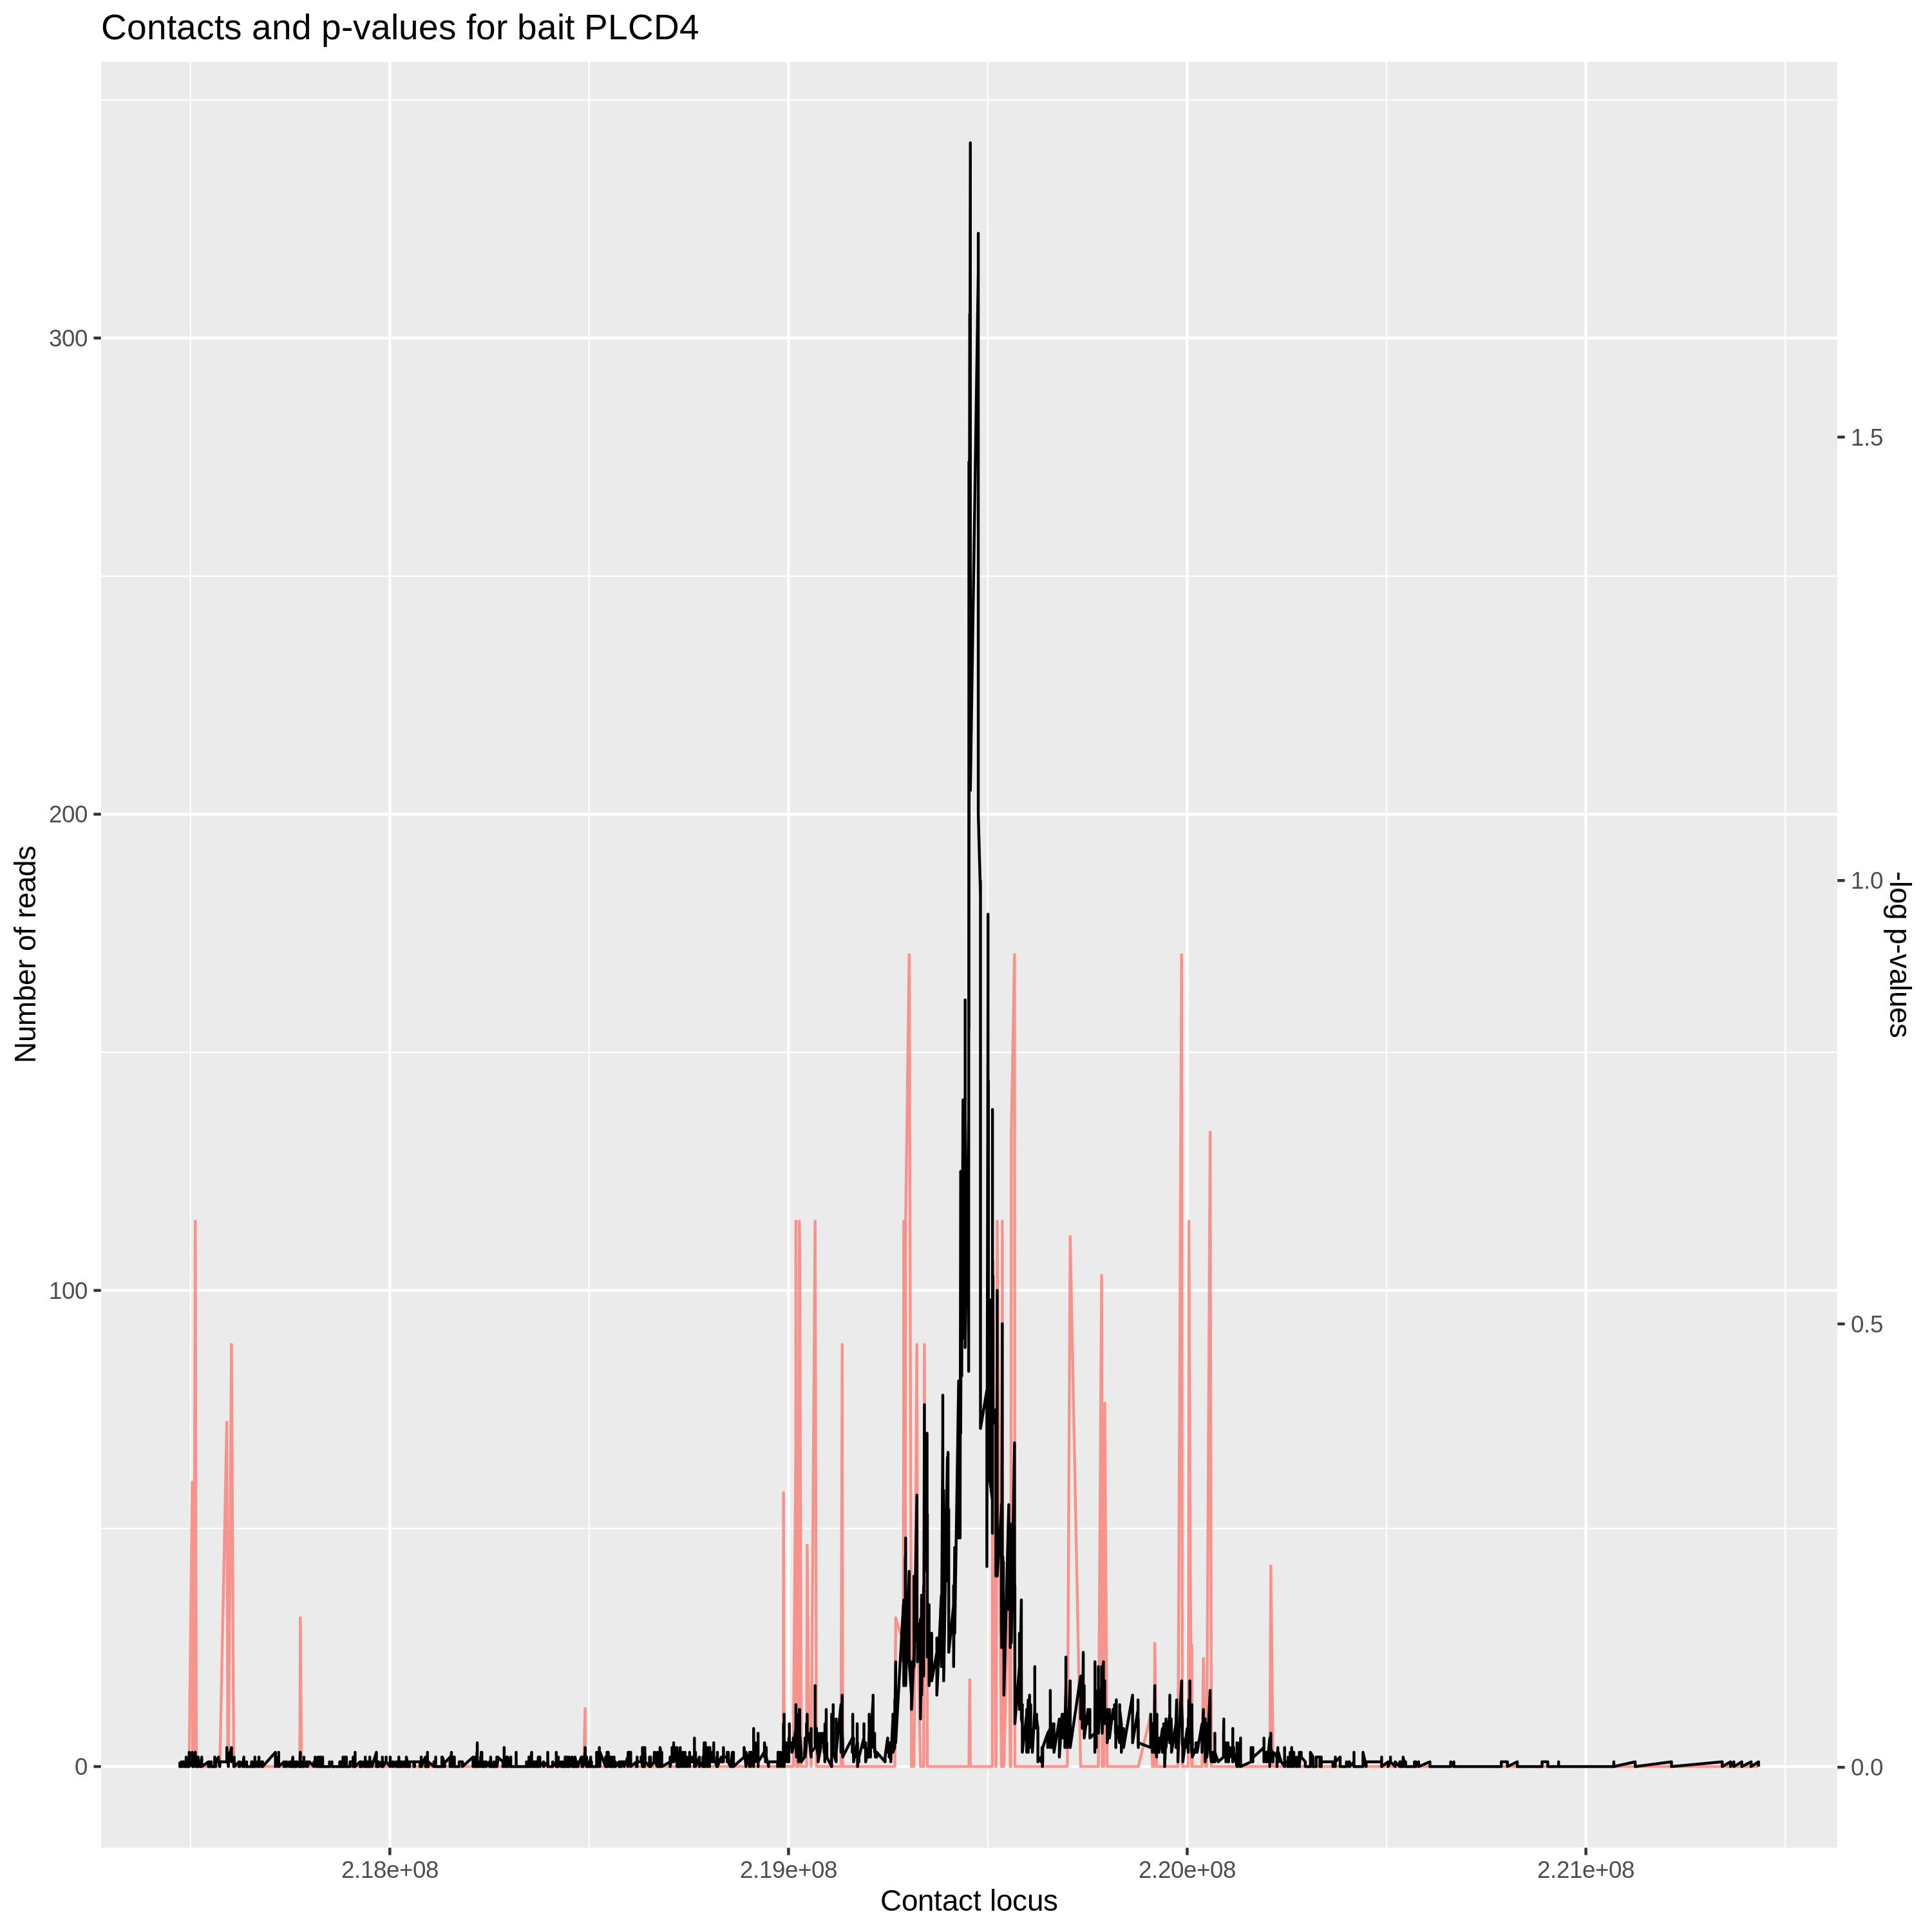 Contacts and p-values for bait PLCD4
300
200
100
0
Number of reads
1.5
1.0
0.5
0.0
-log p-values
2.18e+08
2.19e+08
2.20e+08
2.21e+08
Contact locus